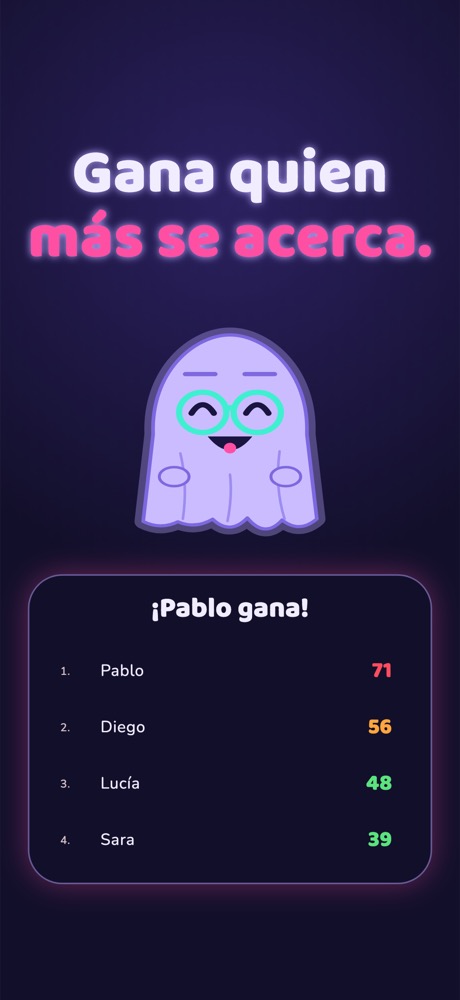 Gana quien
más se acerca.
¡Pablo gana!
1. Pablo 71
2. Diego 56
3. Lucía 48
4. Sara 39